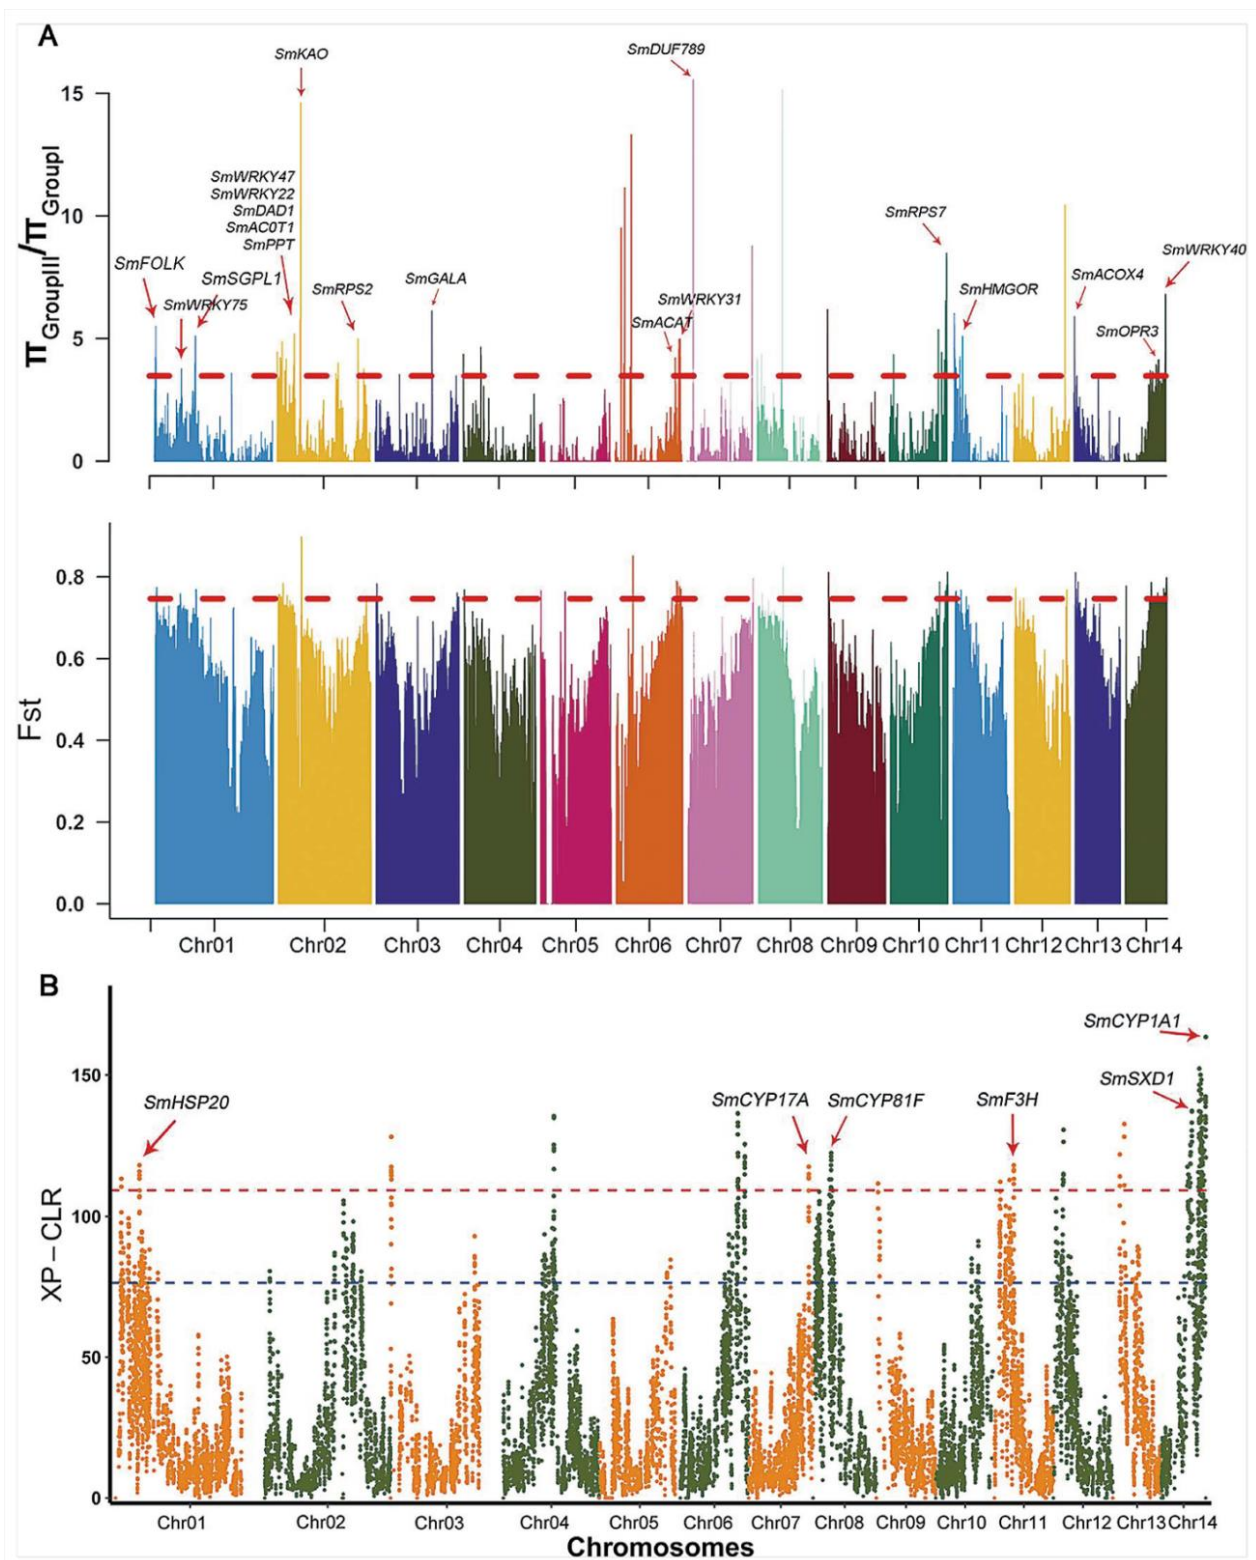 A
SmKAO
SmDUF789
15
SmWRKY47
SmWRKY22
SmDAD1
SmAC0T1
SmPPT
10
SmRPS7
SmWRKY40
SmFOLK
SmSGPL1
SmWRKY75
SmRPS2
SmGALA
SmWRKY31
SmACAT
SmHMGOR
SmACOX4
SmOPR3
5
0
πGroupIII/πGroupI
0.8
0.6
0.4
0.2
0.0
Fst
Chr01 Chr02 Chr03 Chr04 Chr05 Chr06 Chr07 Chr08 Chr09 Chr10 Chr11 Chr12 Chr13 Chr14
B
SmCYP1A1
150
SmSXD1
SmHSP20
SmCYP17A
SmCYP81F
SmF3H
100
50
0
XP-CLR
Chr01 Chr02 Chr03 Chr04 Chr05 Chr06 Chr07 Chr08 Chr09 Chr10 Chr11 Chr12 Chr13 Chr14
Chromosomes